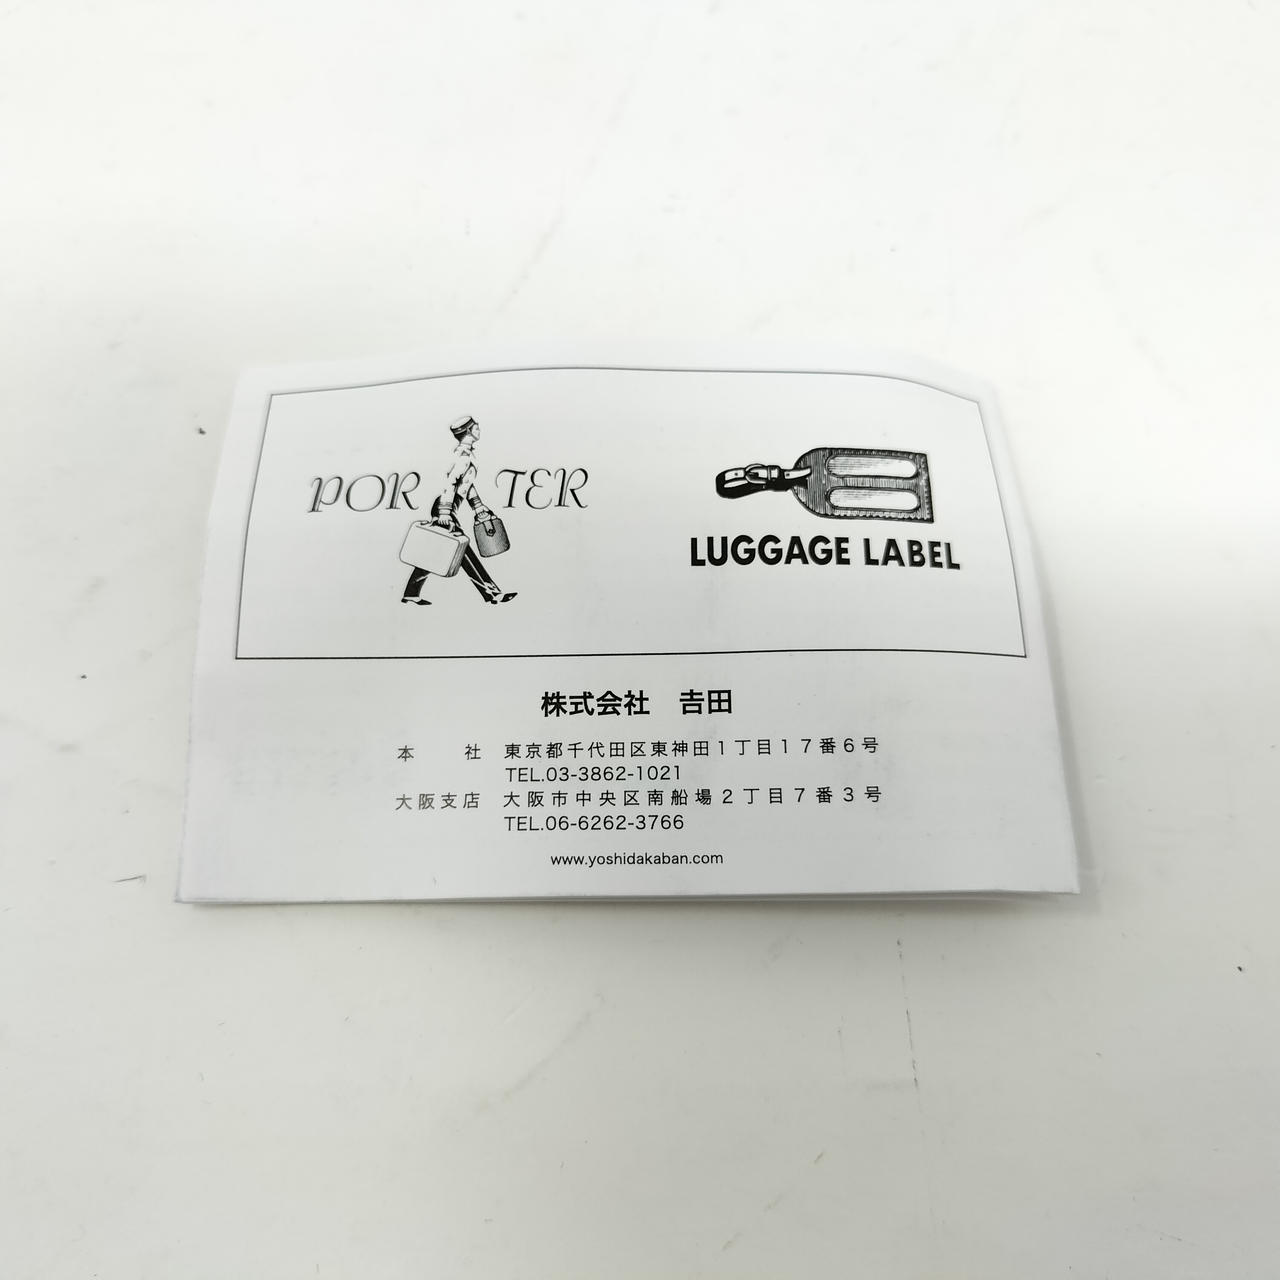 PORTER
LUGGAGE LABEL
株式会社　𠮷田
本　社　東京都千代田区東神田1丁目17番6号
TEL.03-3862-1021
大阪支店　大阪市中央区南船場2丁目7番3号
TEL.06-6262-3766
www.yoshidakaban.com